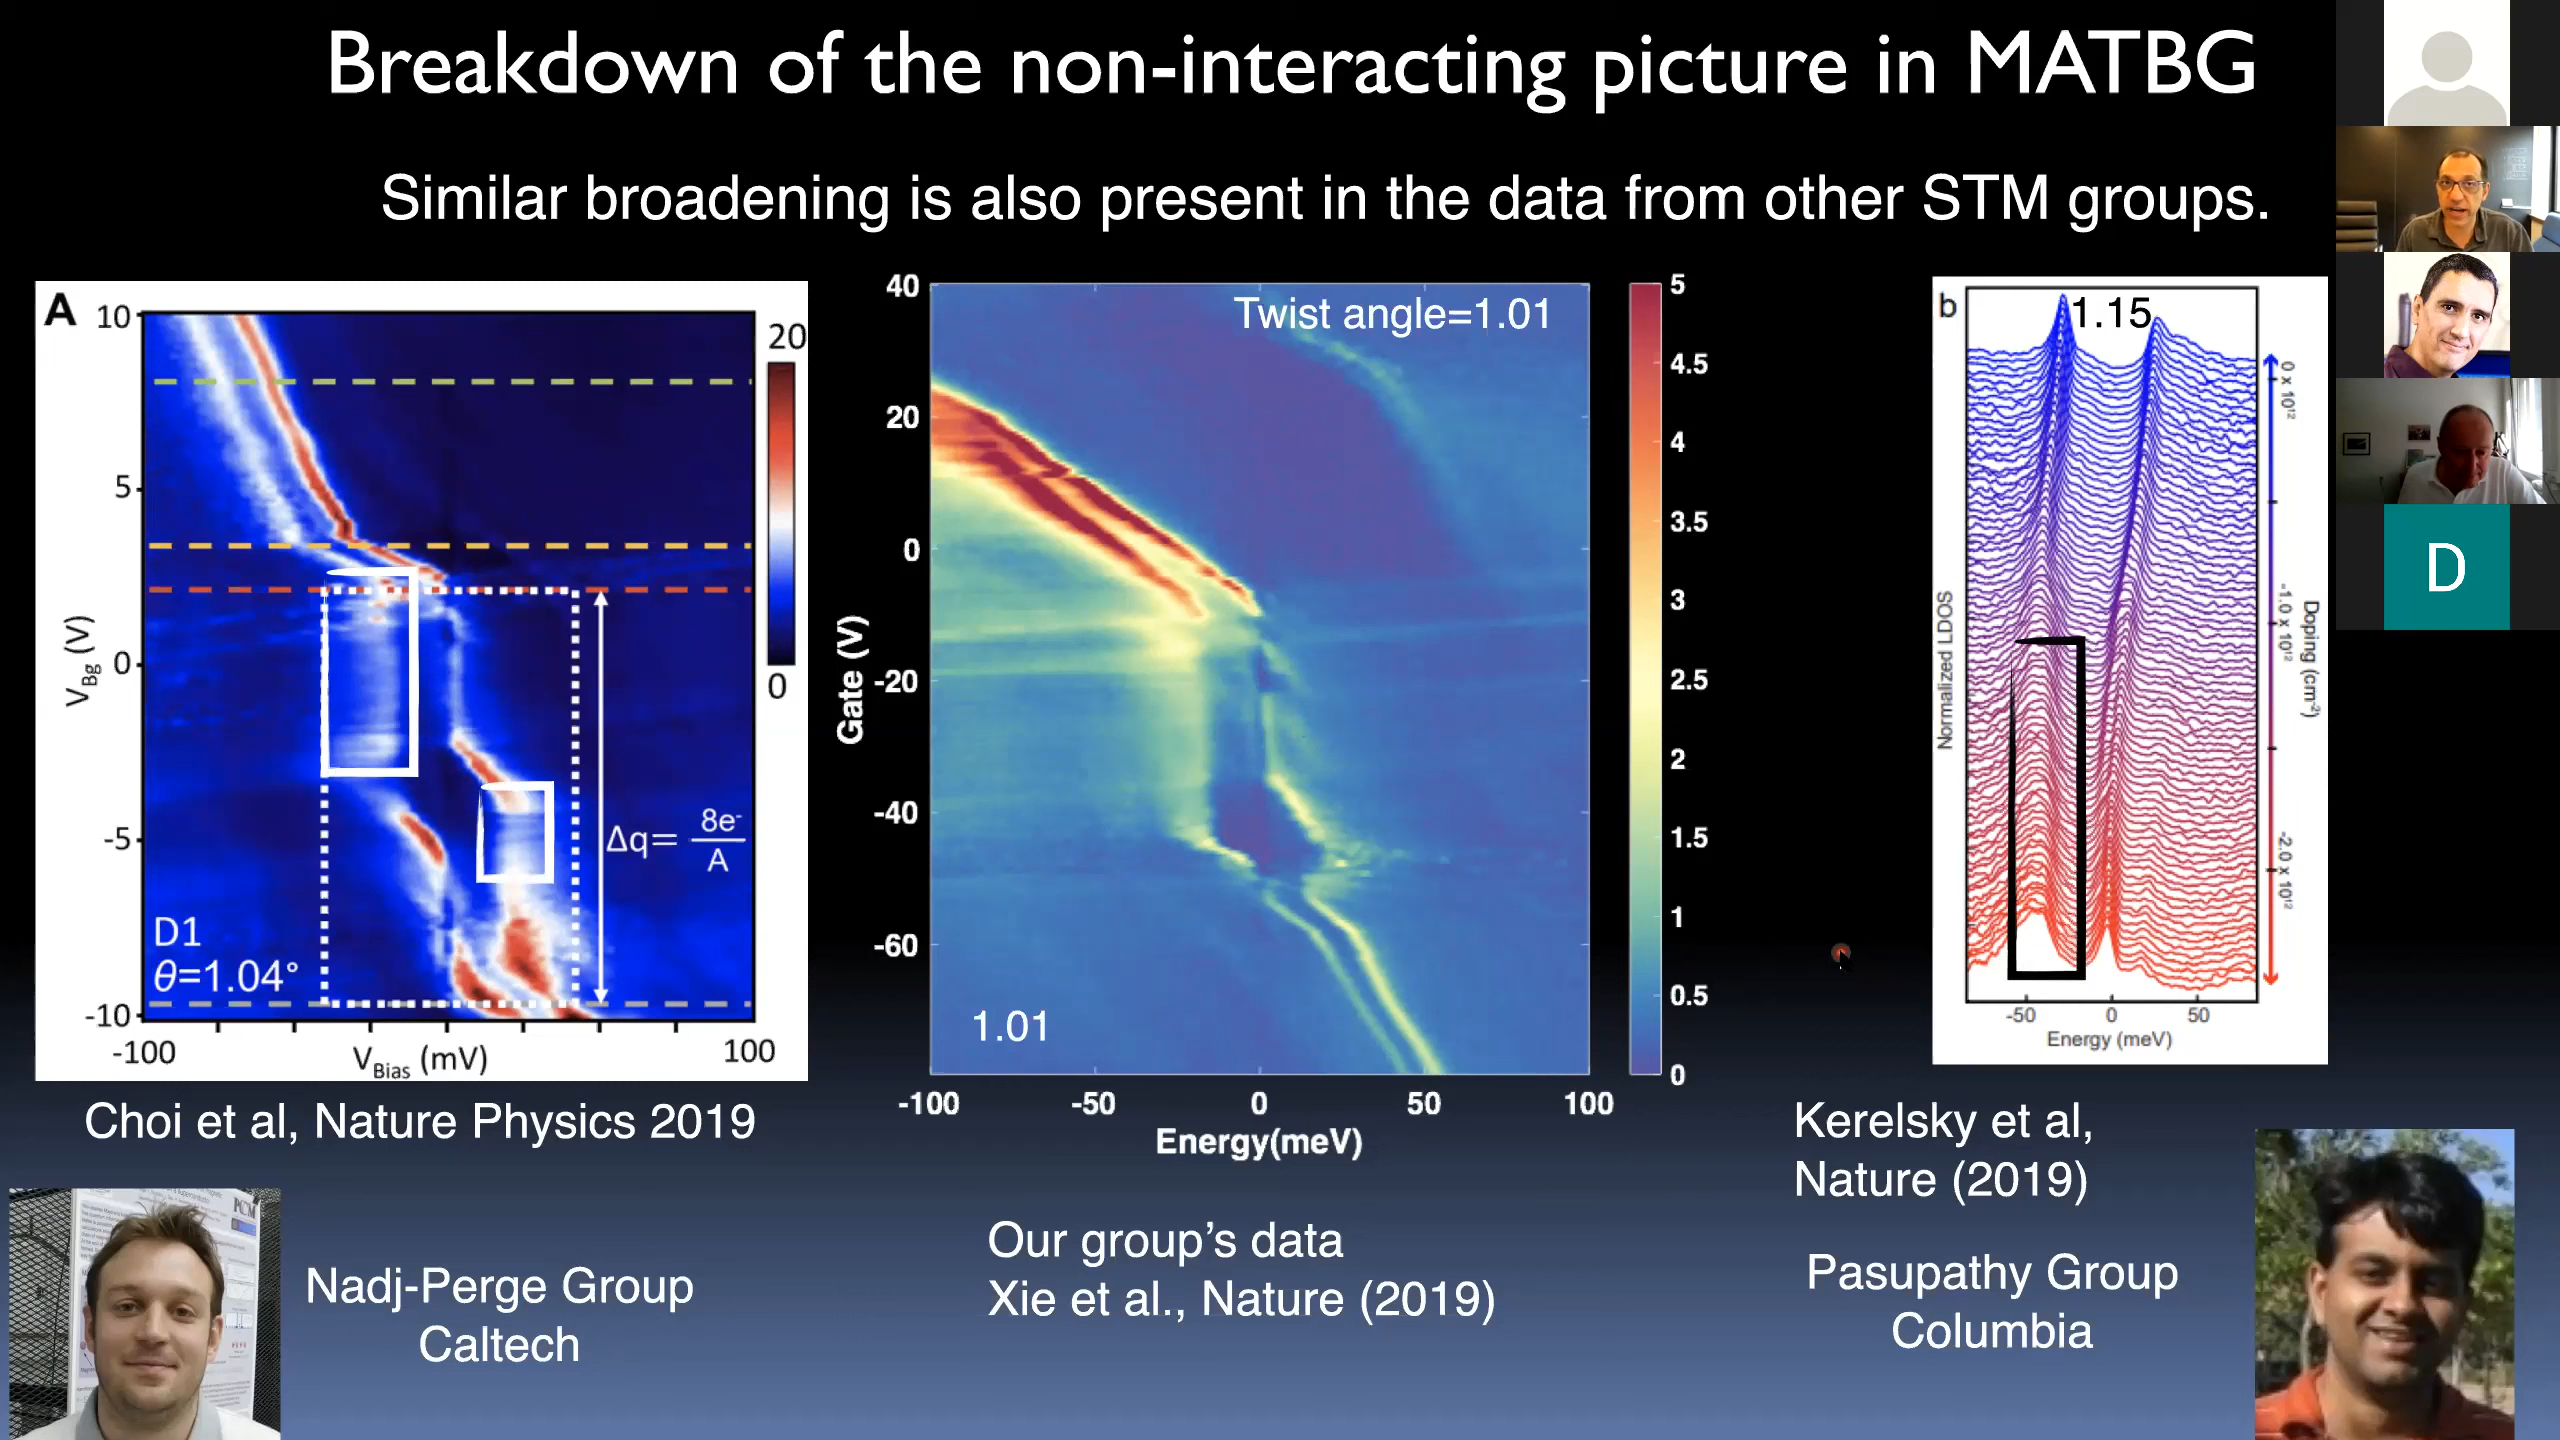 Breakdown of the non-interacting picture in MATBG
Similar broadening is also present in the data from other STM groups.
A
10
5
0
-5
-10
V_Bg (V)
-100
V_Bias (mV)
100
20
0
Δq= 8e⁻/A
D1
θ=1.04°
Choi et al, Nature Physics 2019
Nadj-Perge Group
Caltech
40
20
0
-20
-40
-60
Gate (V)
Twist angle=1.01
1.01
-100
-50
0
50
100
Energy(meV)
5
4.5
4
3.5
3
2.5
2
1.5
1
0.5
0
Our group's data
Xie et al., Nature (2019)
b
1.15
Normalized LDOS
0 x 10¹²
-1.0 x 10¹²
-2.0 x 10¹²
Doping (cm⁻²)
-50
0
50
Energy (meV)
Kerelsky et al,
Nature (2019)
Pasupathy Group
Columbia
D